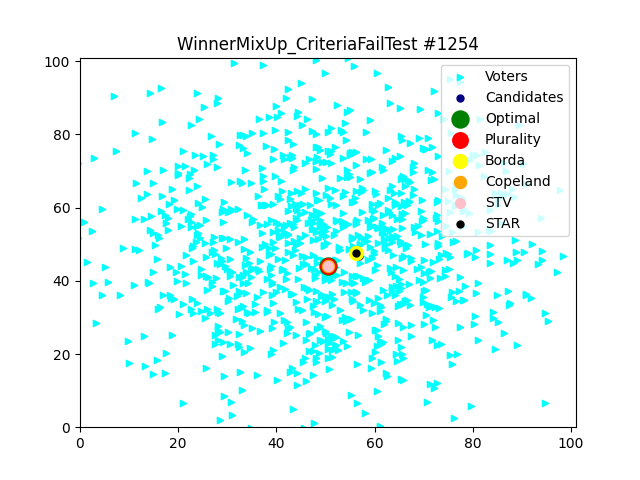 WinnerMixUp_CriteriaFailTest #1254
100
80
60
40
20
0
0
20
40
60
80
100
Voters
Candidates
Optimal
Plurality
Borda
Copeland
STV
STAR